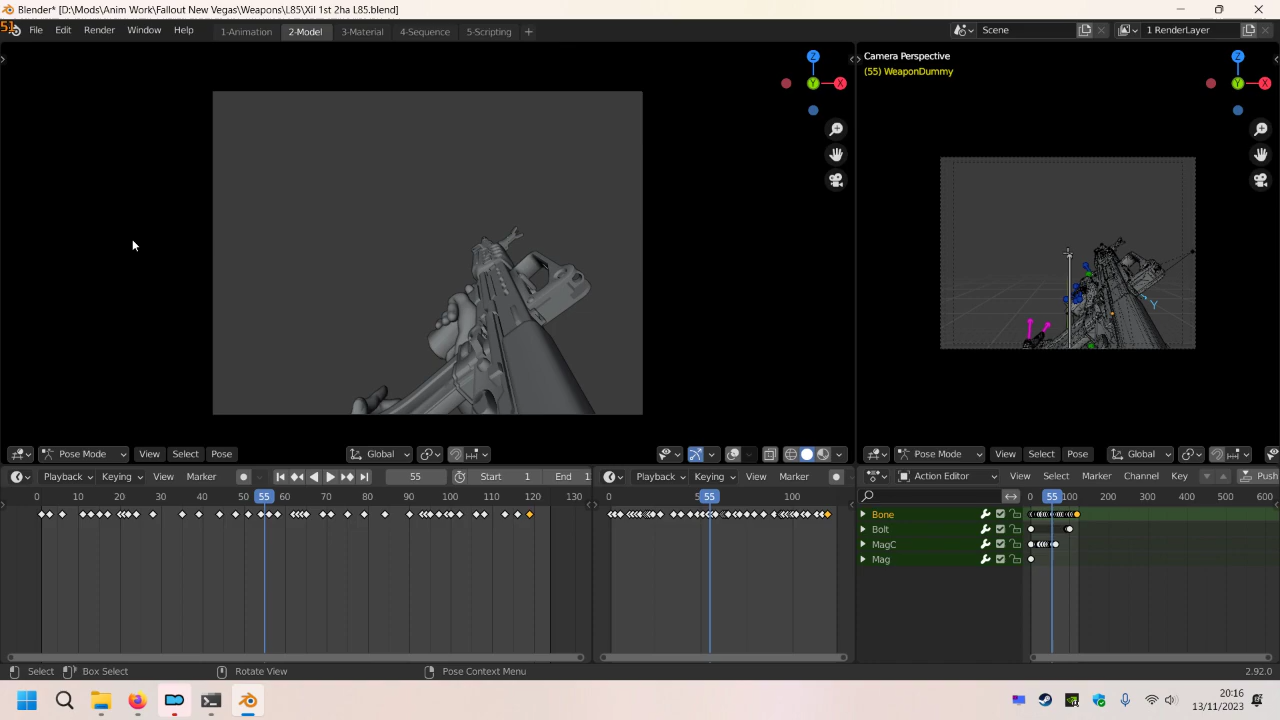 Blender* [D:\Mods\Anim Work\Fallout New Vegas\Weapons\L85\Xil 1st 2ha L85.blend]
51
File Edit Render Window Help 1-Animation 2-Model 3-Material 4-Sequence 5-Scripting + Scene 1 RenderLayer
Camera Perspective
(55) WeaponDummy
Z
Y X
Z
Y X
Y
Pose Mode View Select Pose Global
Pose Mode View Select Pose Global
Playback Keying View Marker 55 Start 1 End 1
Playback Keying View Marker
Action Editor View Select Marker Channel Key Push
0 10 20 30 40 55 60 70 80 90 100 110 120 130
0 5 55 100
55 100 200 300 400 500 600
0
Bone
Bolt
MagC
Mag
Select Box Select Rotate View Pose Context Menu 2.92.0
20:16
13/11/2023